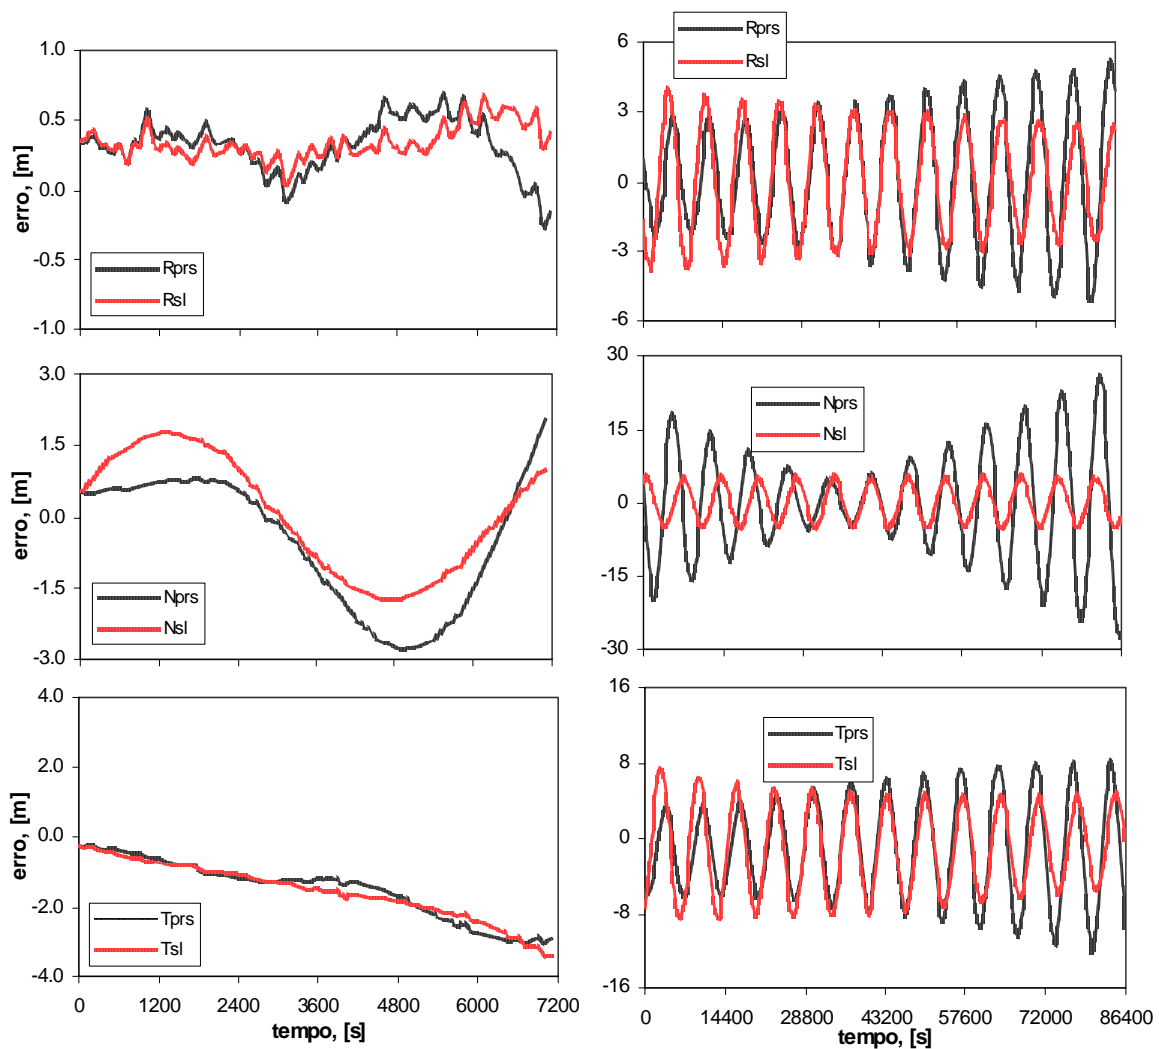 1.0
0.5
0.0
-0.5
-1.0
erro, [m]
Rprs
Rsl
6
3
0
-3
-6
Rprs
Rsl
3.0
1.5
0.0
-1.5
-3.0
erro, [m]
Nprs
Nsl
30
15
0
-15
-30
Nprs
Nsl
4.0
2.0
0.0
-2.0
-4.0
erro, [m]
Tprs
Tsl
0 1200 2400 3600 4800 6000 7200
tempo, [s]
16
8
0
-8
-16
Tprs
Tsl
0 14400 28800 43200 57600 72000 86400
tempo, [s]